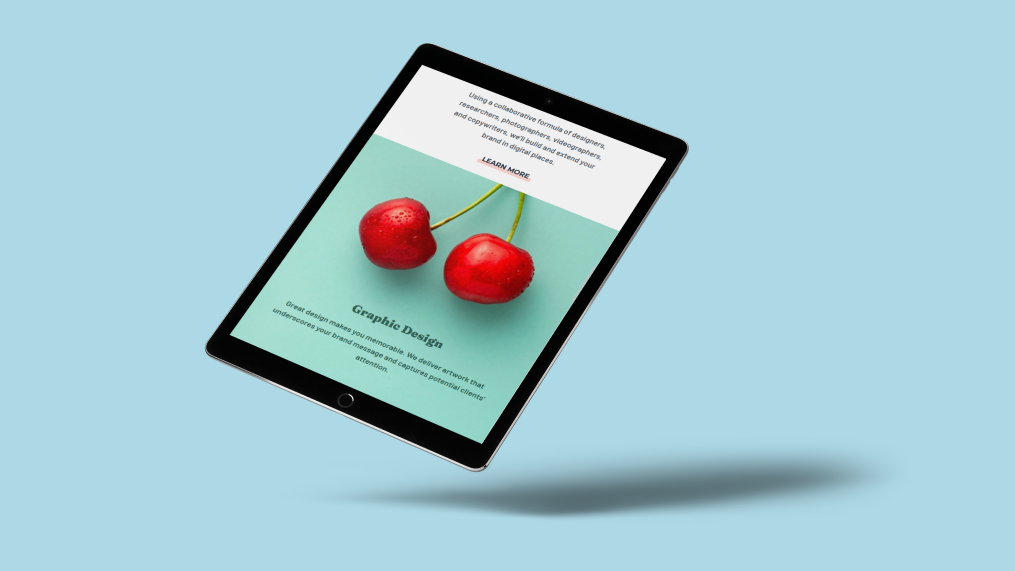 Using a collaborative formula of designers,
researchers, photographers, videographers,
and copywriters, we'll build and extend your
brand in digital places.
LEARN MORE
Graphic Design
Great design makes you memorable. We deliver artwork that
underscores your brand message and captures potential clients'
attention.